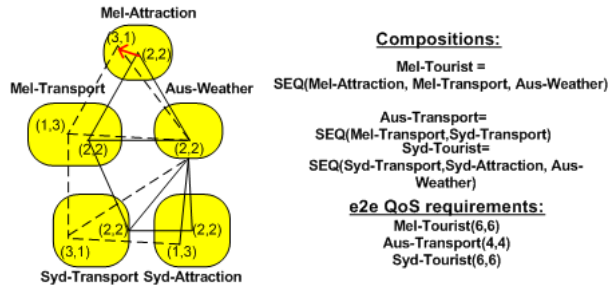 Mel-Attraction
(3,1)
(2,2)
Mel-Transport
Aus-Weather
(1,3)
(2,2)
(2,2)
(2,2)
(2,2)
(3,1)
(1,3)
Syd-Transport Syd-Attraction
Compositions:
Mel-Tourist =
SEQ(Mel-Attraction, Mel-Transport, Aus-Weather)
Aus-Transport=
SEQ(Mel-Transport,Syd-Transport)
Syd-Tourist=
SEQ(Syd-Transport,Syd-Attraction, Aus-
Weather)
e2e QoS requirements:
Mel-Tourist(6,6)
Aus-Transport(4,4)
Syd-Tourist(6,6)